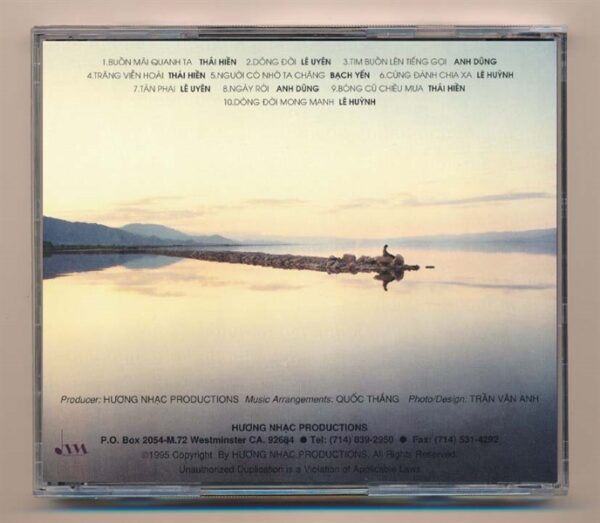 1.BUỒN MÃI QUANH TA THÁI HIỀN 2.DÒNG ĐỜI LÊ UYÊN 3.TIM BUỒN LÊN TIẾNG GỌI ANH DŨNG
4.TRĂNG VIỄN HOÀI THÁI HIỀN 5.NGƯỜI CÓ NHỚ TA CHĂNG BẠCH YẾN 6.CŨNG ĐÀNH CHIA XA LÊ HUỲNH
7.TÀN PHAI LÊ UYÊN 8.NGÀY RỒI ANH DŨNG 9.BÓNG CŨ CHIỀU MƯA THÁI HIỀN
10.DÒNG ĐỜI MONG MANH LÊ HUỲNH
Producer: HƯƠNG NHẠC PRODUCTIONS Music Arrangements: QUỐC THẮNG Photo/Design: TRẦN VĂN ANH
HƯƠNG NHẠC PRODUCTIONS
P.O. Box 2054-M.72 Westminster CA. 92684 ● Tel: (714) 839-2950 ● Fax: (714) 531-4292
©1995 Copyright. By HƯƠNG NHẠC PRODUCTIONS. All Rights Reserved.
Unauthorized Duplication is a Violation of Applicable Laws